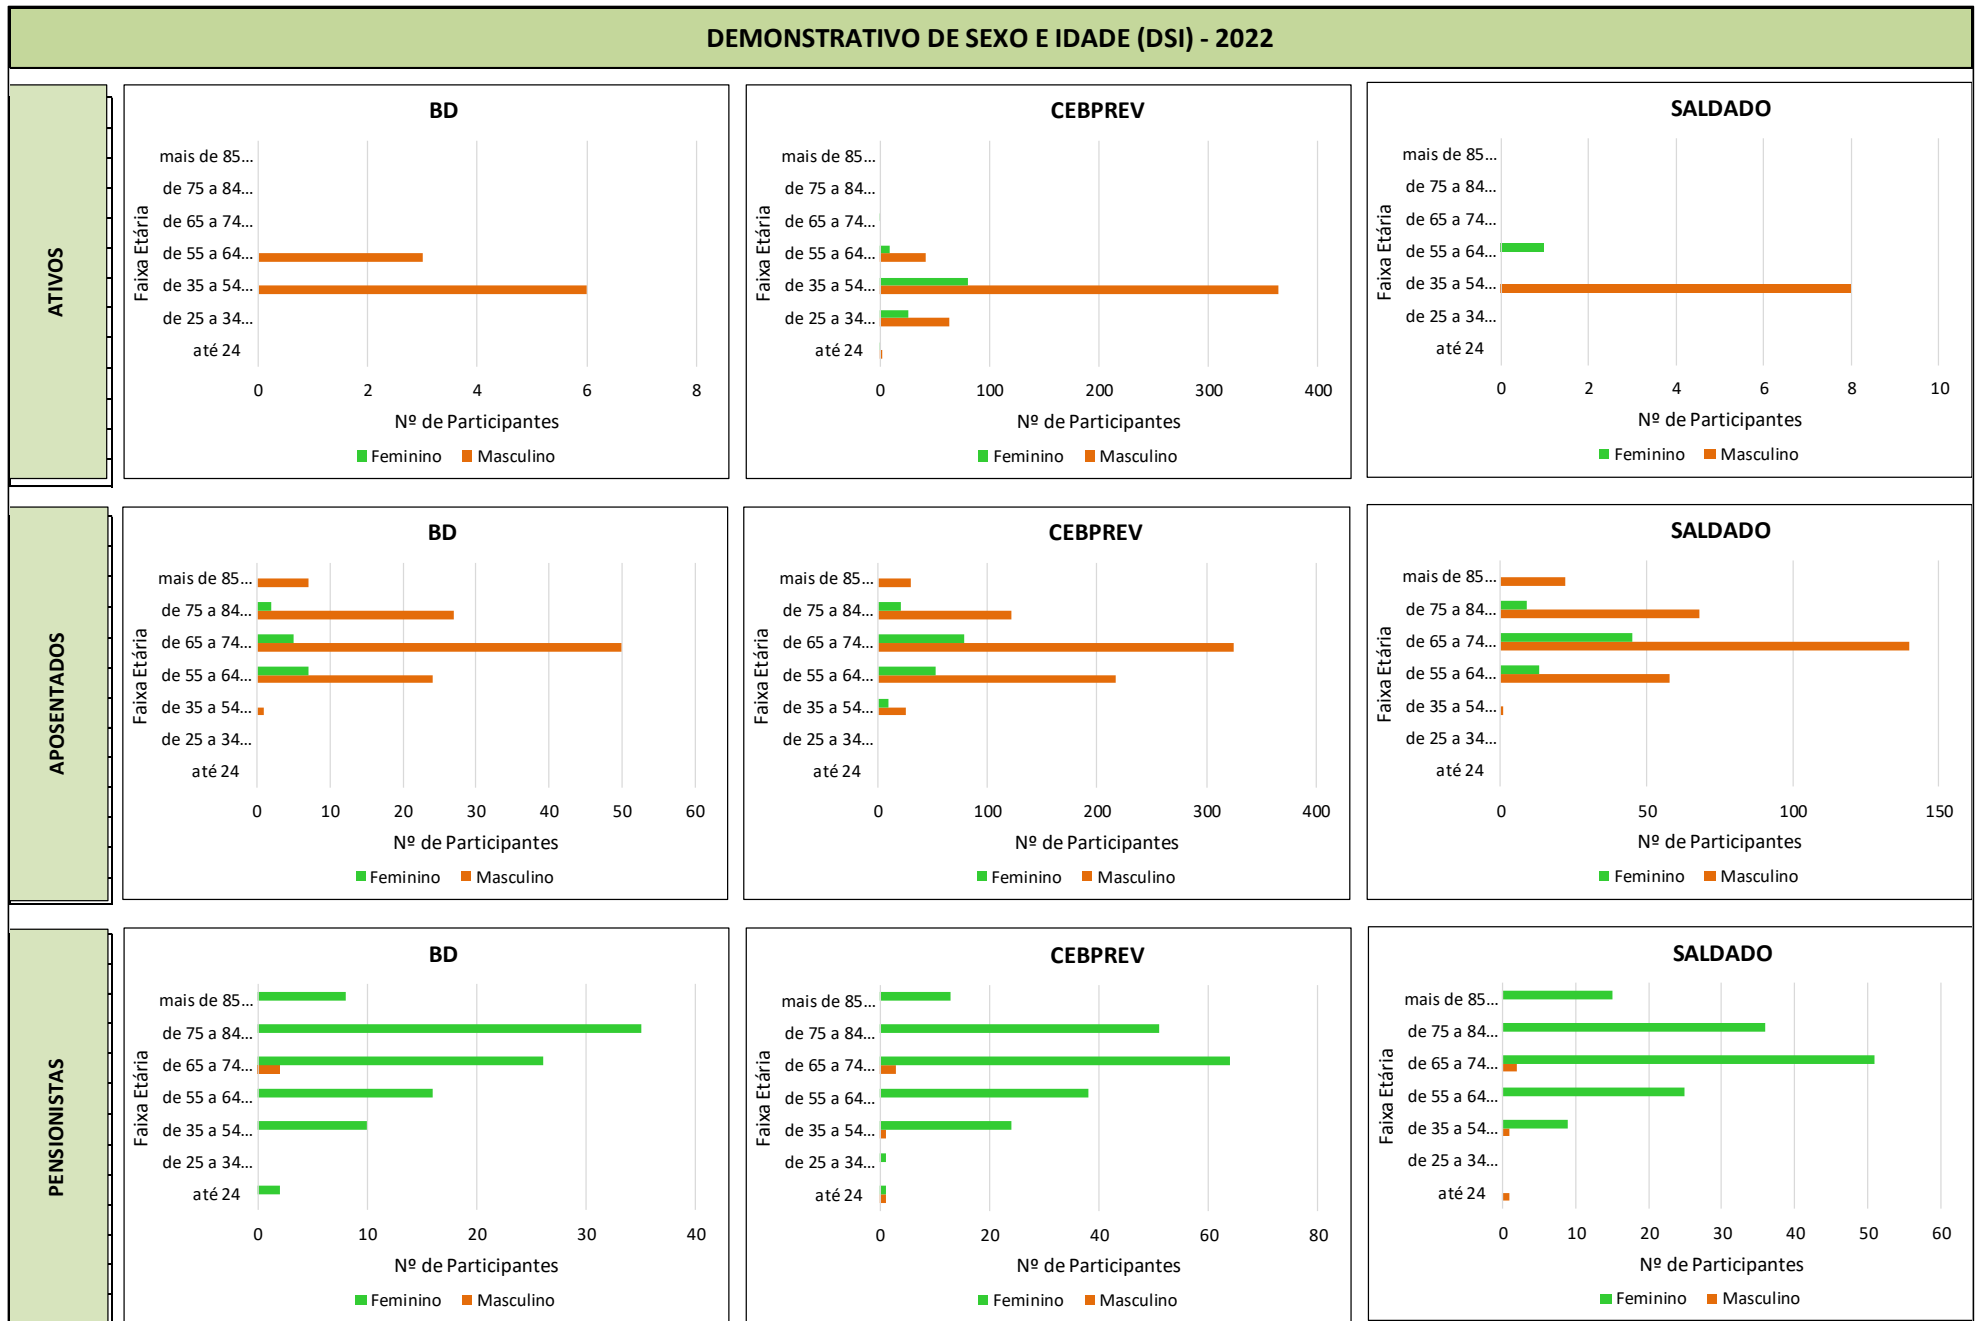 DEMONSTRATIVO DE SEXO E IDADE (DSI) - 2022
ATIVOS
BD
Faixa Etária
mais de 85...
de 75 a 84...
de 65 a 74...
de 55 a 64...
de 35 a 54...
de 25 a 34...
até 24
0 2 4 6 8
Nº de Participantes
Feminino Masculino
CEBPREV
Faixa Etária
mais de 85...
de 75 a 84...
de 65 a 74...
de 55 a 64...
de 35 a 54...
de 25 a 34...
até 24
0 100 200 300 400
Nº de Participantes
Feminino Masculino
SALDADO
Faixa Etária
mais de 85...
de 75 a 84...
de 65 a 74...
de 55 a 64...
de 35 a 54...
de 25 a 34...
até 24
0 2 4 6 8 10
Nº de Participantes
Feminino Masculino
APOSENTADOS
BD
Faixa Etária
mais de 85...
de 75 a 84...
de 65 a 74...
de 55 a 64...
de 35 a 54...
de 25 a 34...
até 24
0 10 20 30 40 50 60
Nº de Participantes
Feminino Masculino
CEBPREV
Faixa Etária
mais de 85...
de 75 a 84...
de 65 a 74...
de 55 a 64...
de 35 a 54...
de 25 a 34...
até 24
0 100 200 300 400
Nº de Participantes
Feminino Masculino
SALDADO
Faixa Etária
mais de 85...
de 75 a 84...
de 65 a 74...
de 55 a 64...
de 35 a 54...
de 25 a 34...
até 24
0 50 100 150
Nº de Participantes
Feminino Masculino
PENSIONISTAS
BD
Faixa Etária
mais de 85...
de 75 a 84...
de 65 a 74...
de 55 a 64...
de 35 a 54...
de 25 a 34...
até 24
0 10 20 30 40
Nº de Participantes
Feminino Masculino
CEBPREV
Faixa Etária
mais de 85...
de 75 a 84...
de 65 a 74...
de 55 a 64...
de 35 a 54...
de 25 a 34...
até 24
0 20 40 60 80
Nº de Participantes
Feminino Masculino
SALDADO
Faixa Etária
mais de 85...
de 75 a 84...
de 65 a 74...
de 55 a 64...
de 35 a 54...
de 25 a 34...
até 24
0 10 20 30 40 50 60
Nº de Participantes
Feminino Masculino